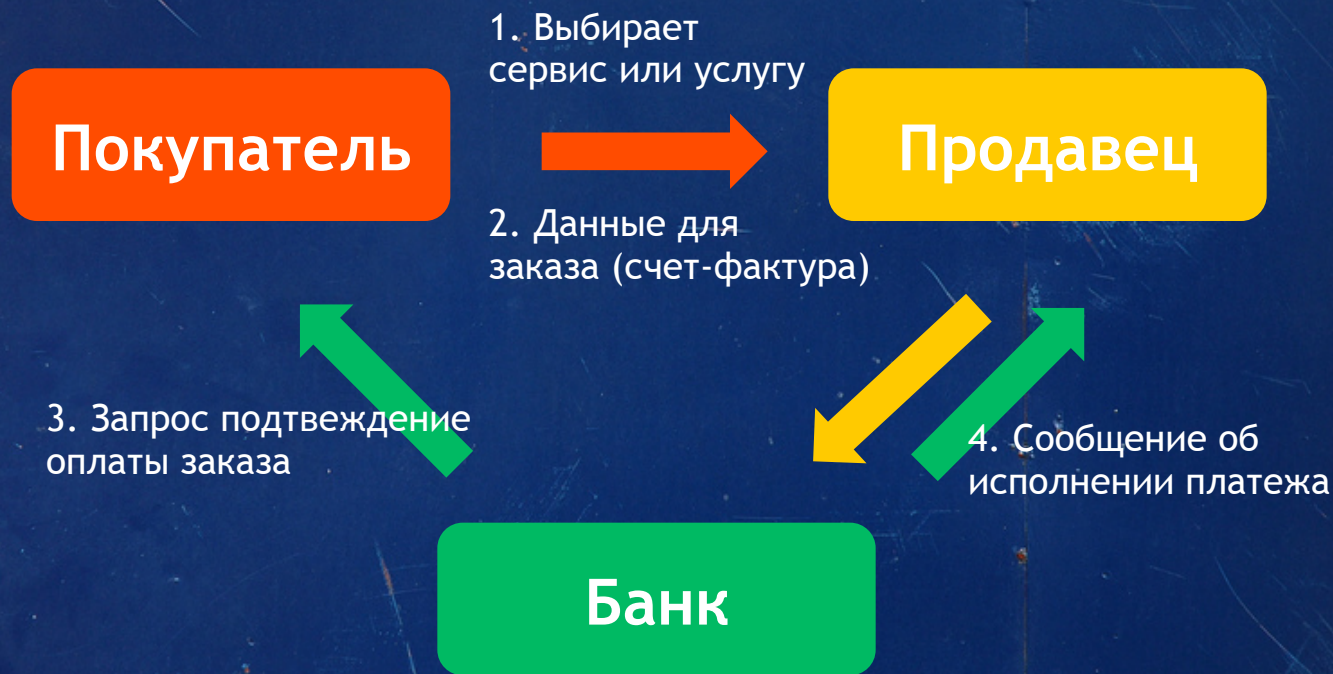 1. Выбирает
сервис или услугу
Покупатель
Продавец
2. Данные для
заказа (счет-фактура)
3. Запрос подтвеждение
оплаты заказа
4. Сообщение об
исполнении платежа
Банк